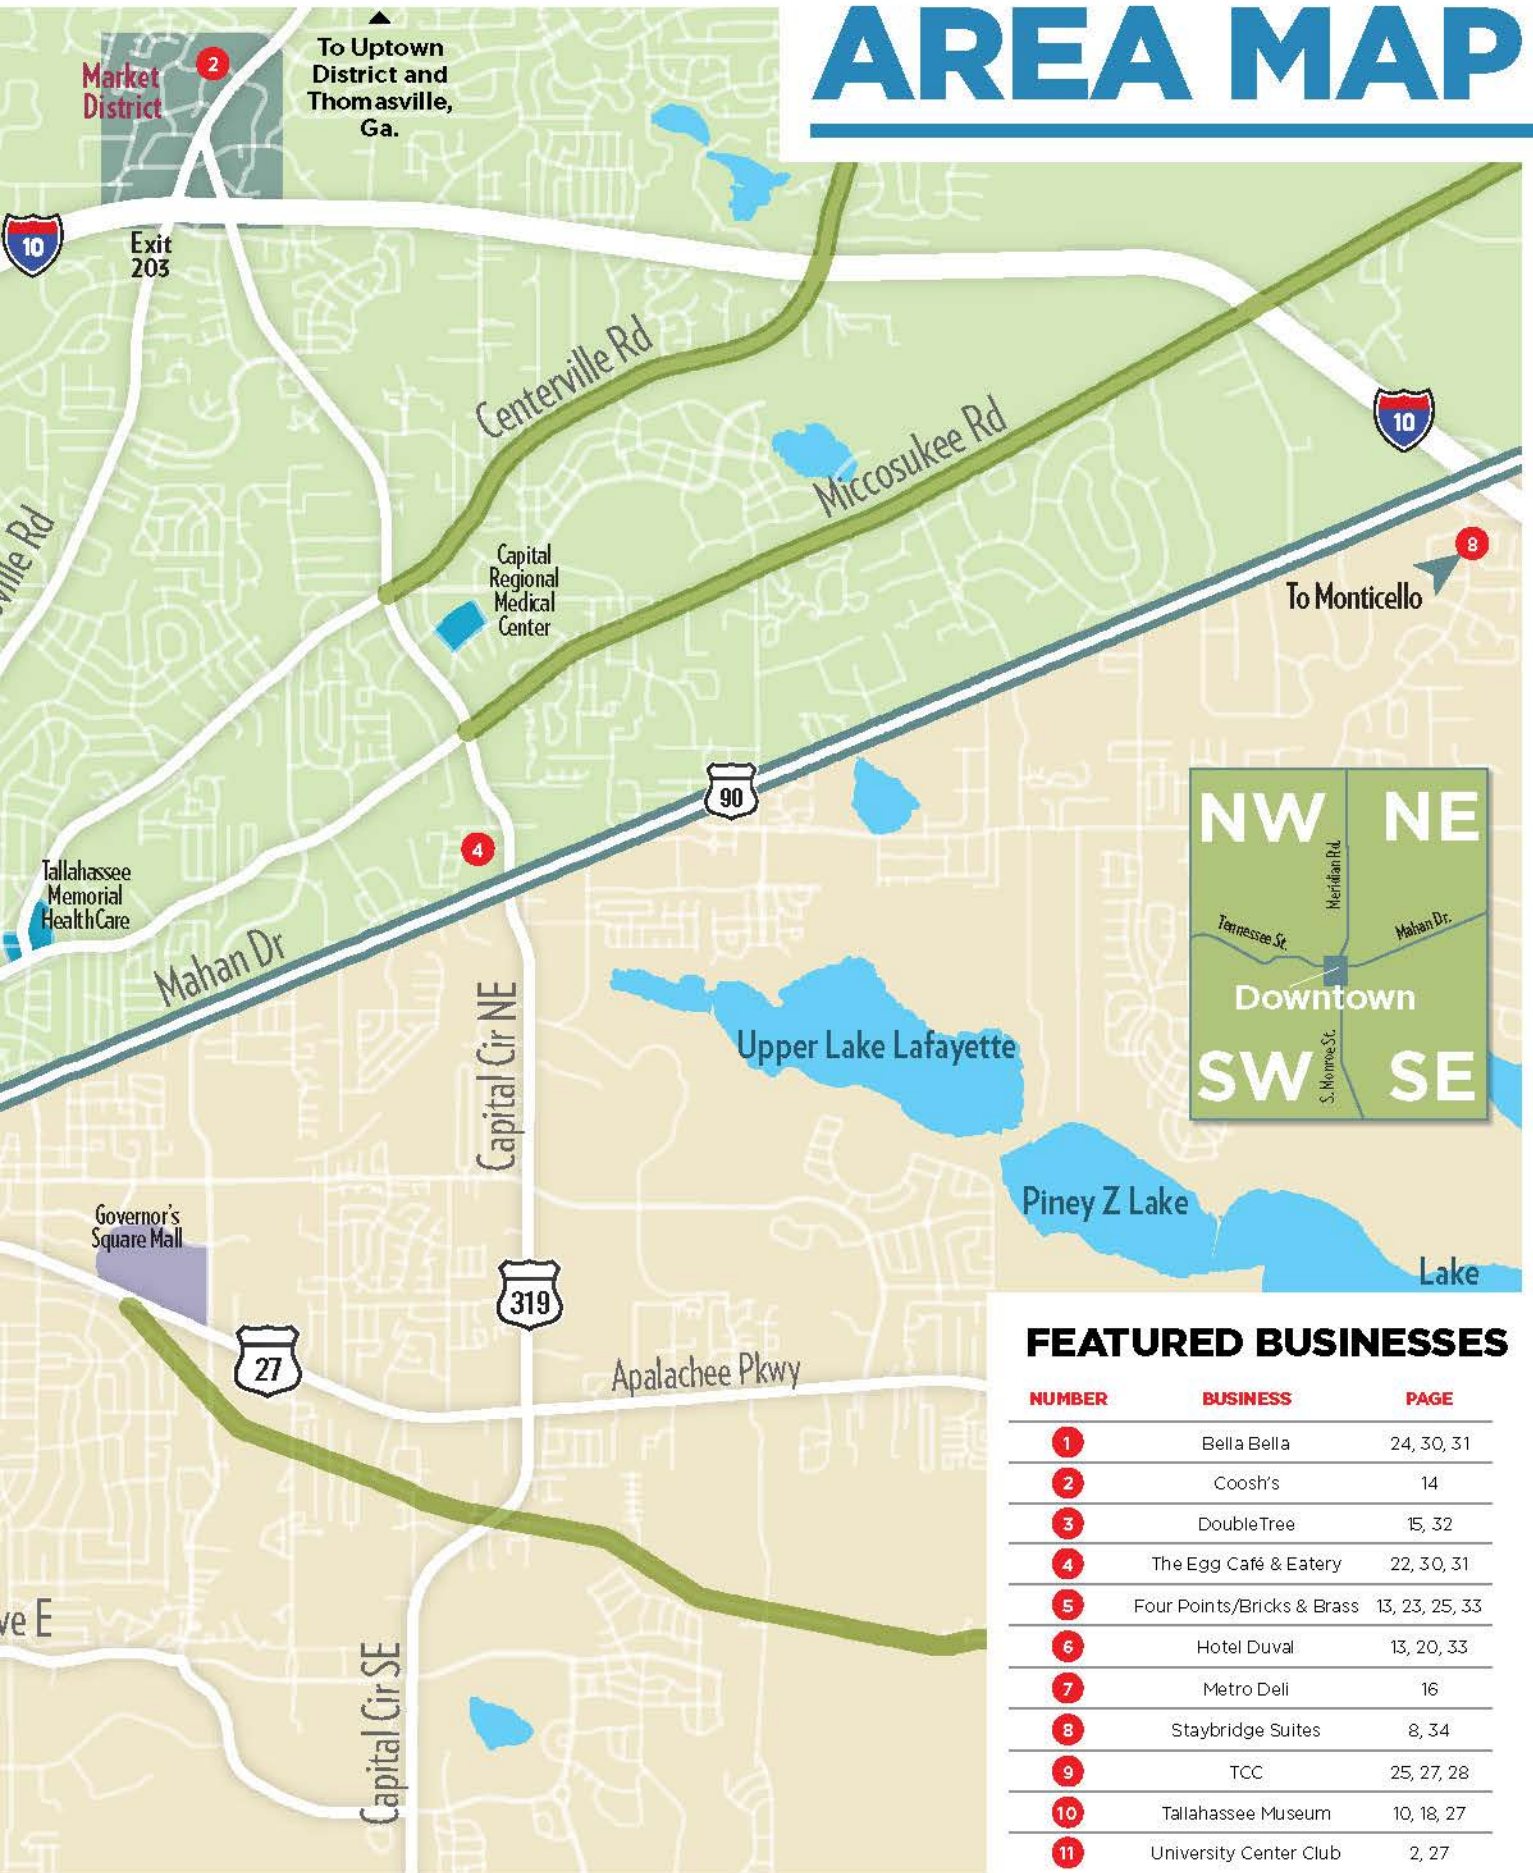 AREA MAP
To Uptown
District and
Thomasville,
Ga.
Market
District
2
10
Exit
203
Centerville Rd
Miccosukee Rd
10
ville Rd
Capital
Regional
Medical
Center
8
To Monticello
90
4
Tallahassee
Memorial
HealthCare
Mahan Dr
Capital Cir NE
Upper Lake Lafayette
NW NE
Meridian Rd.
Tennessee St.
Mahan Dr.
Downtown
S. Monroe St.
SW SE
Piney Z Lake
Lake
Governor's
Square Mall
319
27
Apalachee Pkwy
ve E
Capital Cir SE
FEATURED BUSINESSES
NUMBER BUSINESS PAGE
1 Bella Bella 24, 30, 31
2 Coosh's 14
3 DoubleTree 15, 32
4 The Egg Café & Eatery 22, 30, 31
5 Four Points/Bricks & Brass 13, 23, 25, 33
6 Hotel Duval 13, 20, 33
7 Metro Deli 16
8 Staybridge Suites 8, 34
9 TCC 25, 27, 28
10 Tallahassee Museum 10, 18, 27
11 University Center Club 2, 27